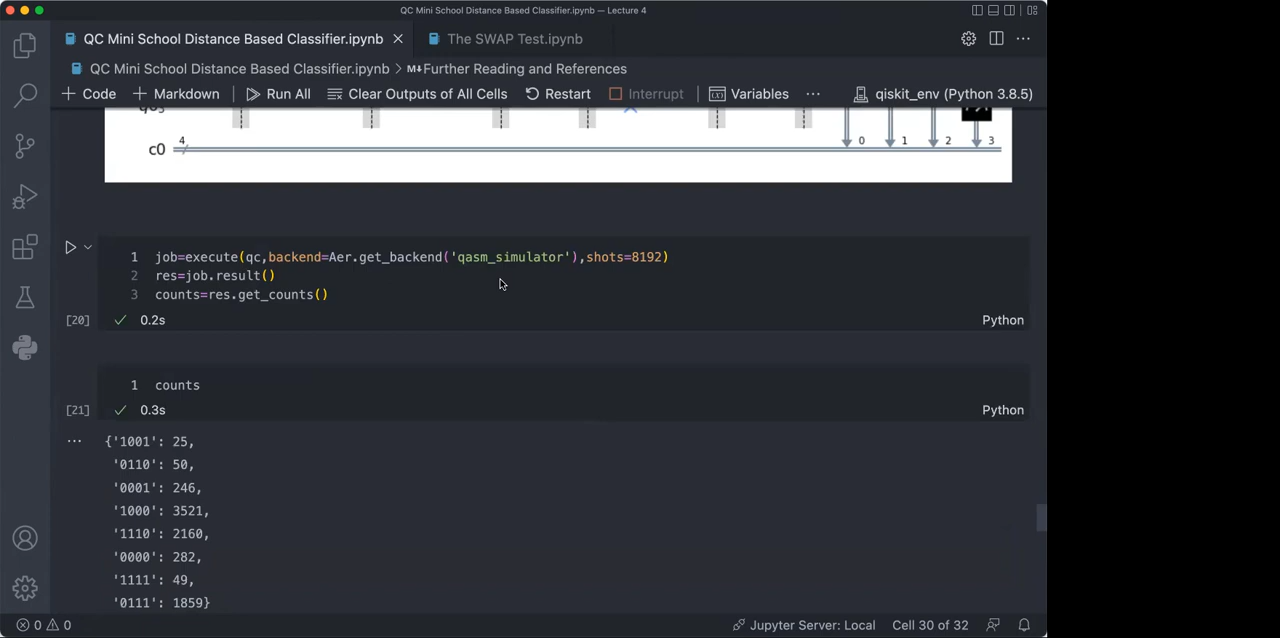 QC Mini School Distance Based Classifier.ipynb — Lecture 4
QC Mini School Distance Based Classifier.ipynb
The SWAP Test.ipynb
QC Mini School Distance Based Classifier.ipynb > M↓Further Reading and References
+ Code + Markdown Run All Clear Outputs of All Cells Restart Interrupt Variables ... qiskit_env (Python 3.8.5)
4
c0
0 1 2 3
1 job=execute(qc,backend=Aer.get_backend('qasm_simulator'),shots=8192)
2 res=job.result()
3 counts=res.get_counts()
[20] ✓ 0.2s Python
1 counts
[21] ✓ 0.3s Python
... {'1001': 25,
'0110': 50,
'0001': 246,
'1000': 3521,
'1110': 2160,
'0000': 282,
'1111': 49,
'0111': 1859}
0 0 Jupyter Server: Local Cell 30 of 32